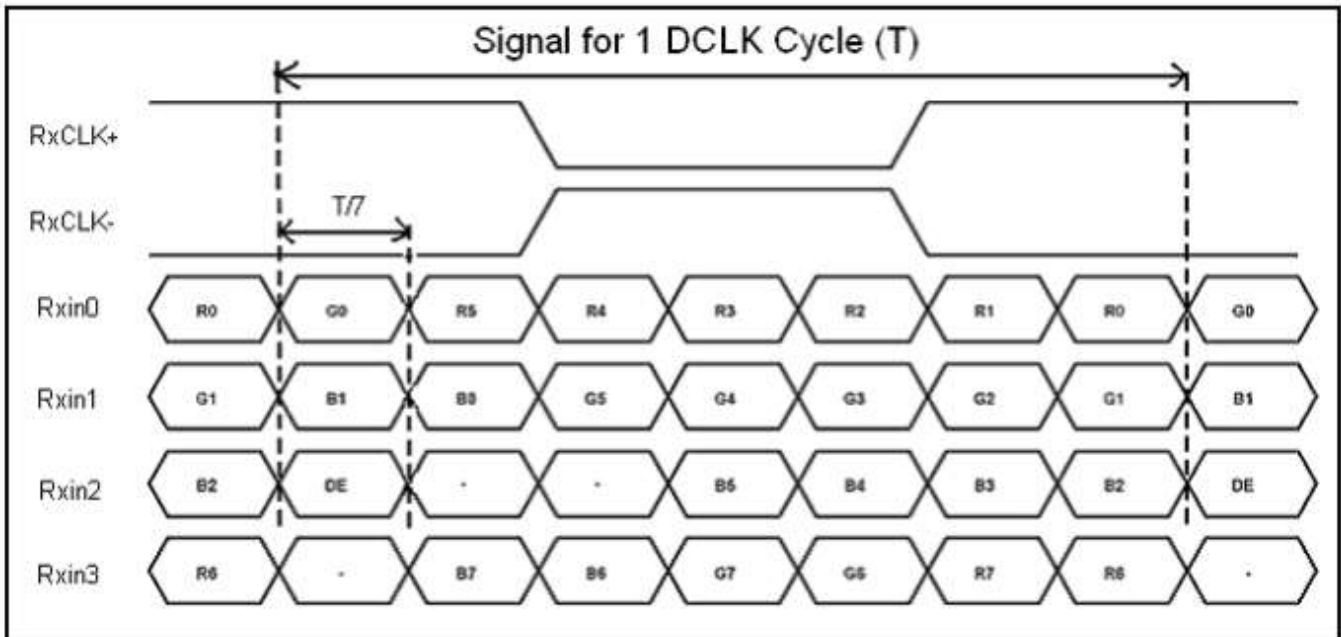 Signal for 1 DCLK Cycle (T)
RxCLK+
T/7
RxCLK-
Rxin0 R0 G0 R5 R4 R3 R2 R1 R0 G0
Rxin1 G1 B1 B0 G5 G4 G3 G2 G1 B1
Rxin2 B2 DE - - B5 B4 B3 B2 DE
Rxin3 R6 - B7 B6 G7 G6 R7 R6 -